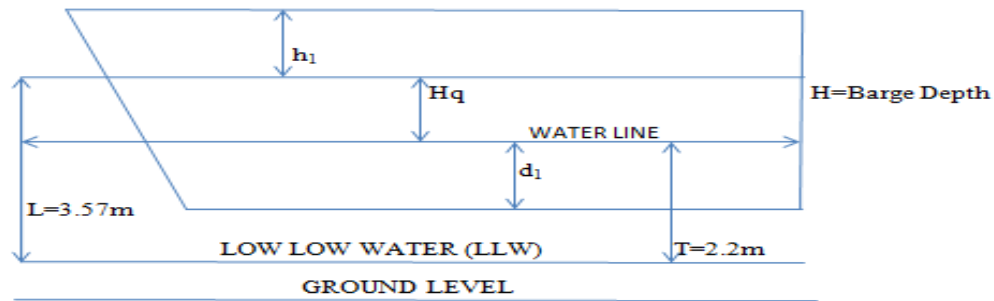 h₁
Hq
H=Barge Depth
WATER LINE
d₁
L=3.57m
LOW LOW WATER (LLW)
T=2.2m
GROUND LEVEL